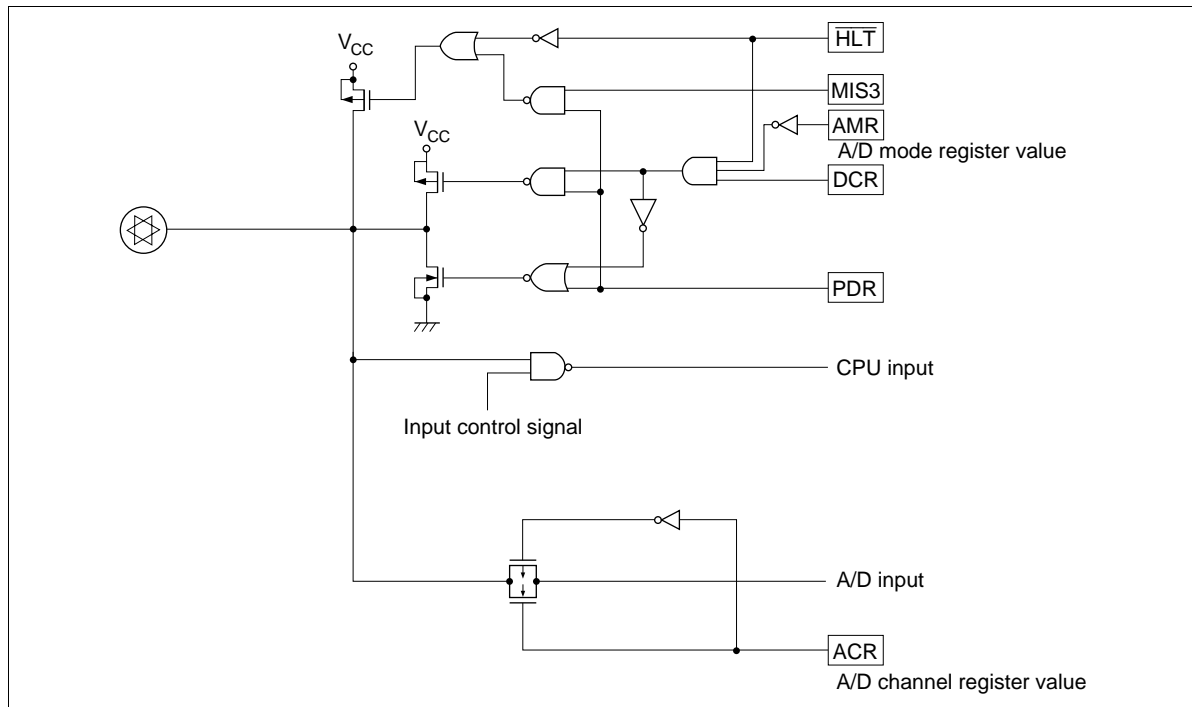 HLT
VCC
MIS3
AMR
A/D mode register value
VCC
DCR
PDR
CPU input
Input control signal
A/D input
ACR
A/D channel register value